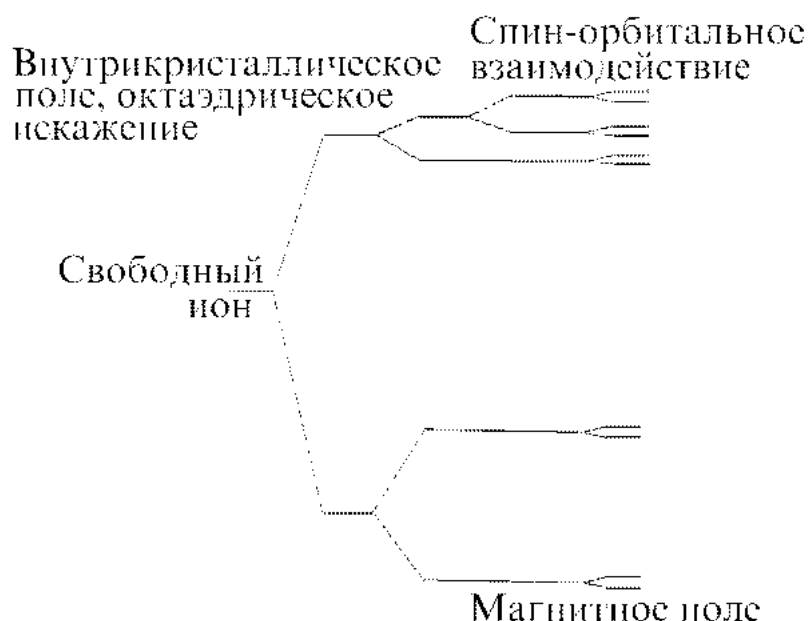 Спин-орбитальное
взаимодействие
Внутрикристаллическое
поле, октаэдрическое
искажение
Свободный
ион
Магнитное поле